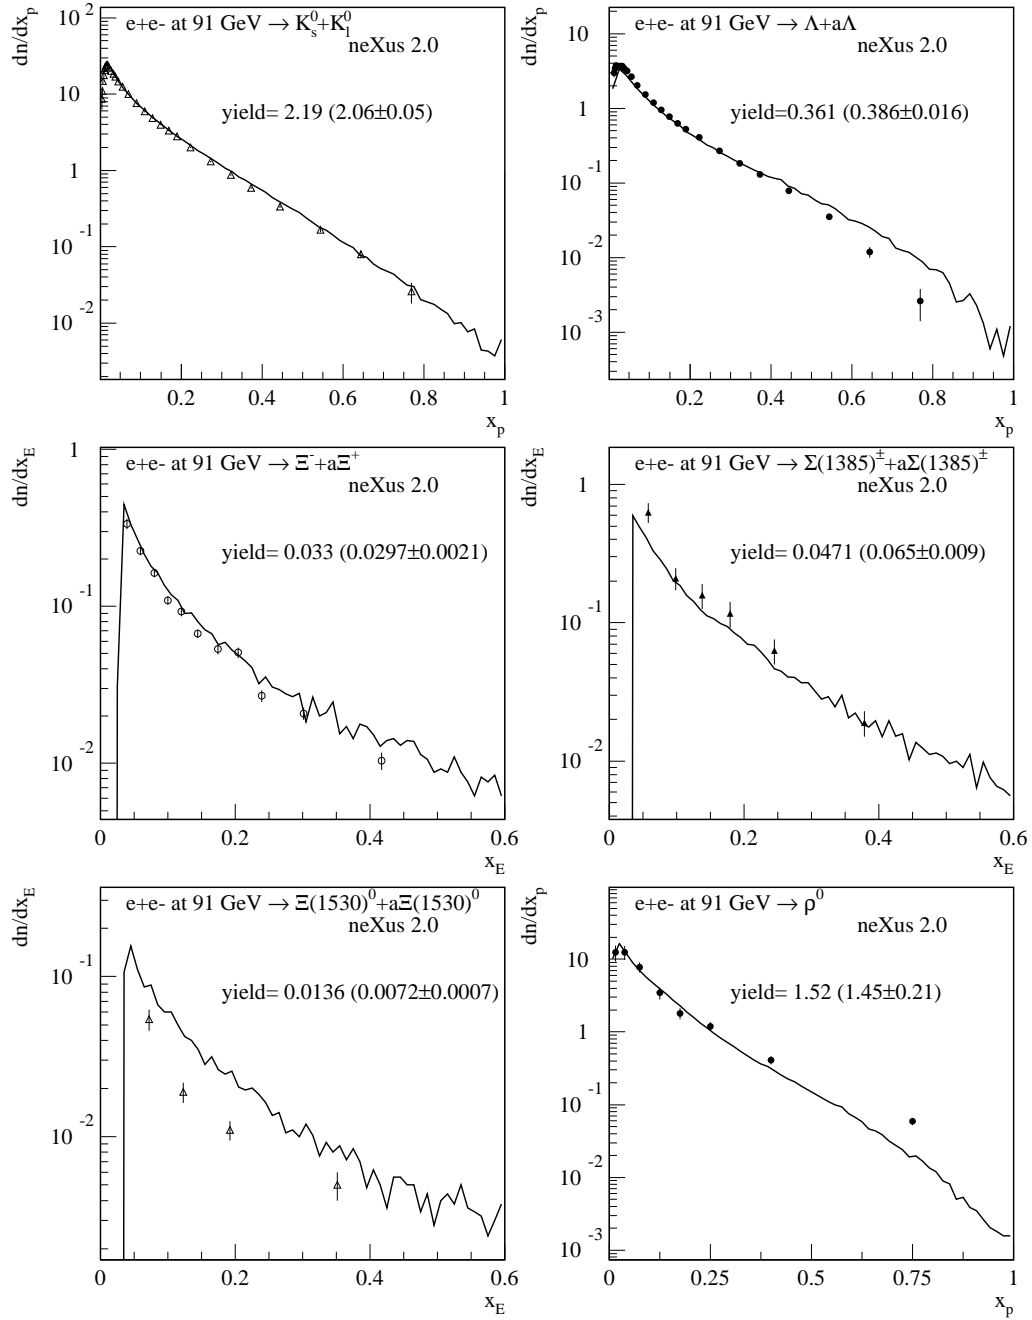 dn/dx_p
10^2
10
1
10^-1
10^-2
e+e- at 91 GeV → K_s^0+K_l^0
neXus 2.0
yield= 2.19 (2.06±0.05)
0.2 0.4 0.6 0.8 1
x_p
dn/dx_p
10
1
10^-1
10^-2
10^-3
e+e- at 91 GeV → Λ+aΛ
neXus 2.0
yield=0.361 (0.386±0.016)
0.2 0.4 0.6 0.8 1
x_p
dn/dx_E
1
10^-1
10^-2
e+e- at 91 GeV → Ξ^-+aΞ^+
neXus 2.0
yield= 0.033 (0.0297±0.0021)
0 0.2 0.4 0.6
x_E
dn/dx_E
1
10^-1
10^-2
e+e- at 91 GeV → Σ(1385)^±+aΣ(1385)^±
neXus 2.0
yield= 0.0471 (0.065±0.009)
0 0.2 0.4 0.6
x_E
dn/dx_E
10^-1
10^-2
e+e- at 91 GeV → Ξ(1530)^0+aΞ(1530)^0
neXus 2.0
yield= 0.0136 (0.0072±0.0007)
0 0.2 0.4 0.6
x_E
dn/dx_p
10
1
10^-1
10^-2
10^-3
e+e- at 91 GeV → ρ^0
neXus 2.0
yield= 1.52 (1.45±0.21)
0 0.25 0.5 0.75 1
x_p